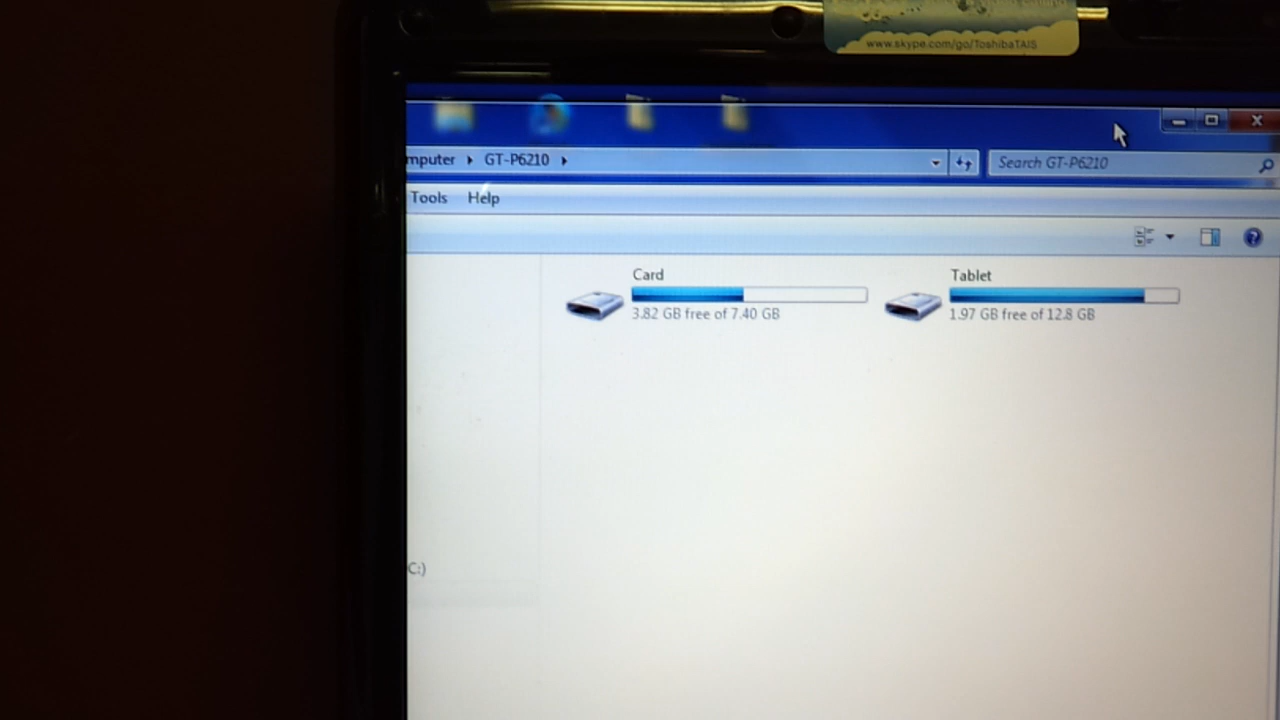 www.skype.com/go/ToshibaTAIS
mputer GT-P6210
Search GT-P6210
Tools Help
Card
3.82 GB free of 7.40 GB
Tablet
1.97 GB free of 12.8 GB
C:)